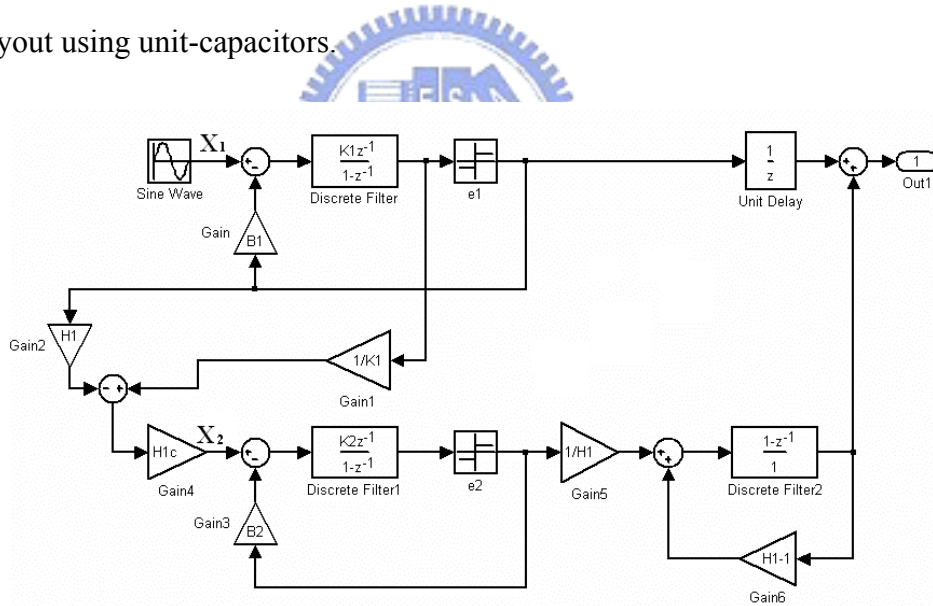 yout using unit-capacitors.
X₁
Sine Wave
+-
Gain
B1
K1z⁻¹
1-z⁻¹
Discrete Filter
e1
1
z
Unit Delay
++
1
Out1
Gain2
H1
-+
1/K1
Gain1
H1c
Gain4
X₂
+-
Gain3
B2
K2z⁻¹
1-z⁻¹
Discrete Filter1
e2
1/H1
Gain5
++
1-z⁻¹
1
Discrete Filter2
H1-1
Gain6